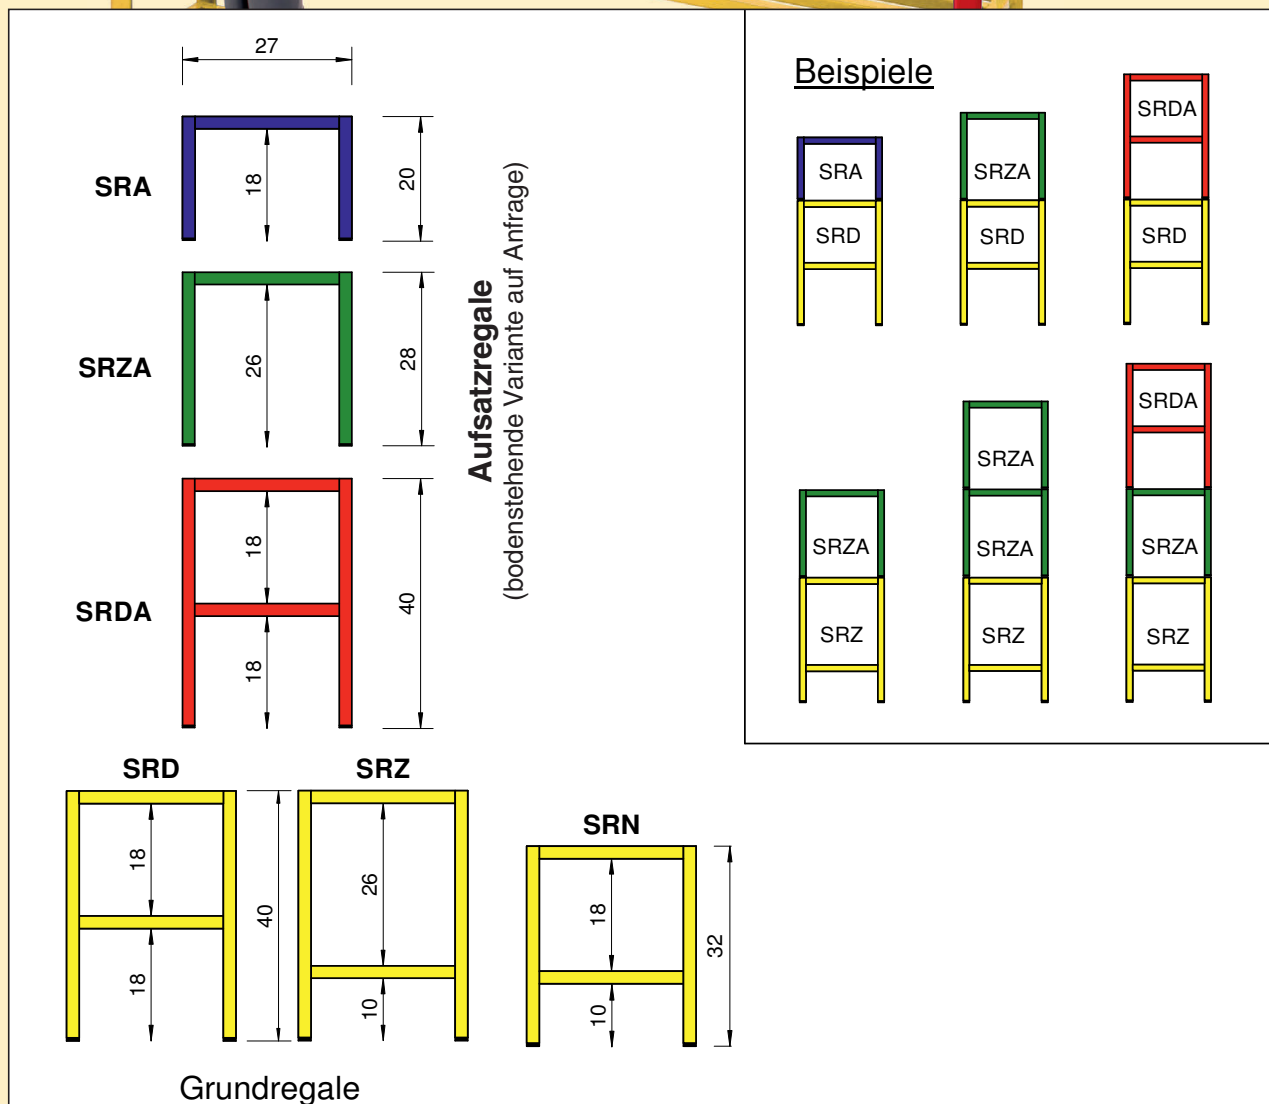 27
SRA
18
20
SRZA
26
28
SRDA
18
18
40
Aufsatzregale
(bodenstehende Variante auf Anfrage)
SRD
18
18
40
SRZ
26
10
SRN
18
10
32
Grundregale
Beispiele
SRA
SRD
SRZA
SRD
SRDA
SRD
SRZA
SRZ
SRZA
SRZA
SRZ
SRDA
SRZA
SRZ